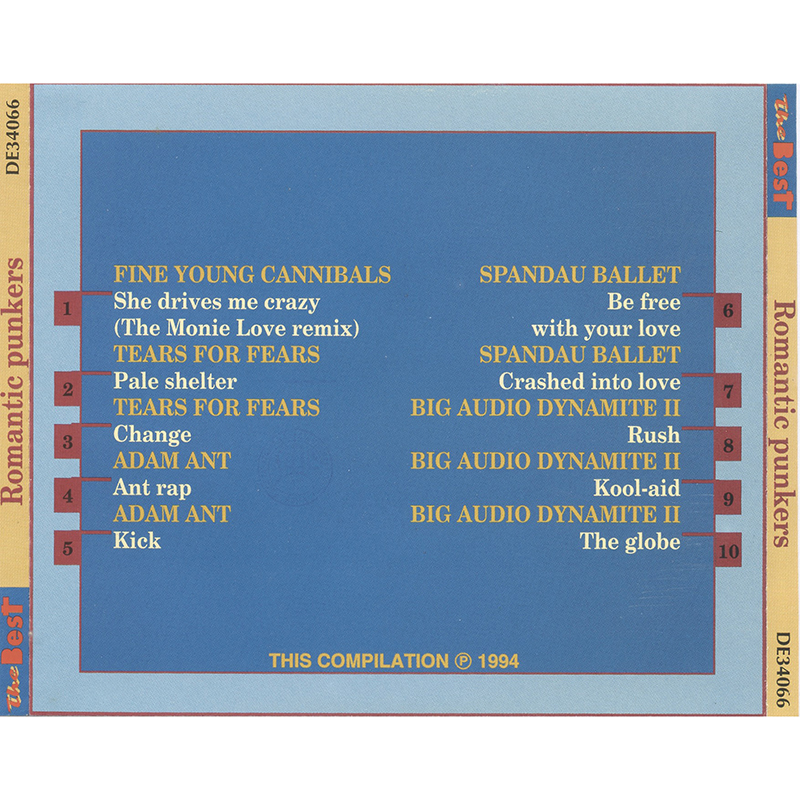 DE34066
Romantic punkers
The Best
FINE YOUNG CANNIBALS
1
She drives me crazy
(The Monie Love remix)
TEARS FOR FEARS
2
Pale shelter
TEARS FOR FEARS
3
Change
ADAM ANT
4
Ant rap
ADAM ANT
5
Kick
SPANDAU BALLET
Be free
6
with your love
SPANDAU BALLET
Crashed into love
7
BIG AUDIO DYNAMITE II
Rush
8
BIG AUDIO DYNAMITE II
Kool-aid
9
BIG AUDIO DYNAMITE II
The globe
10
THIS COMPILATION ℗ 1994
The Best
Romantic punkers
DE34066